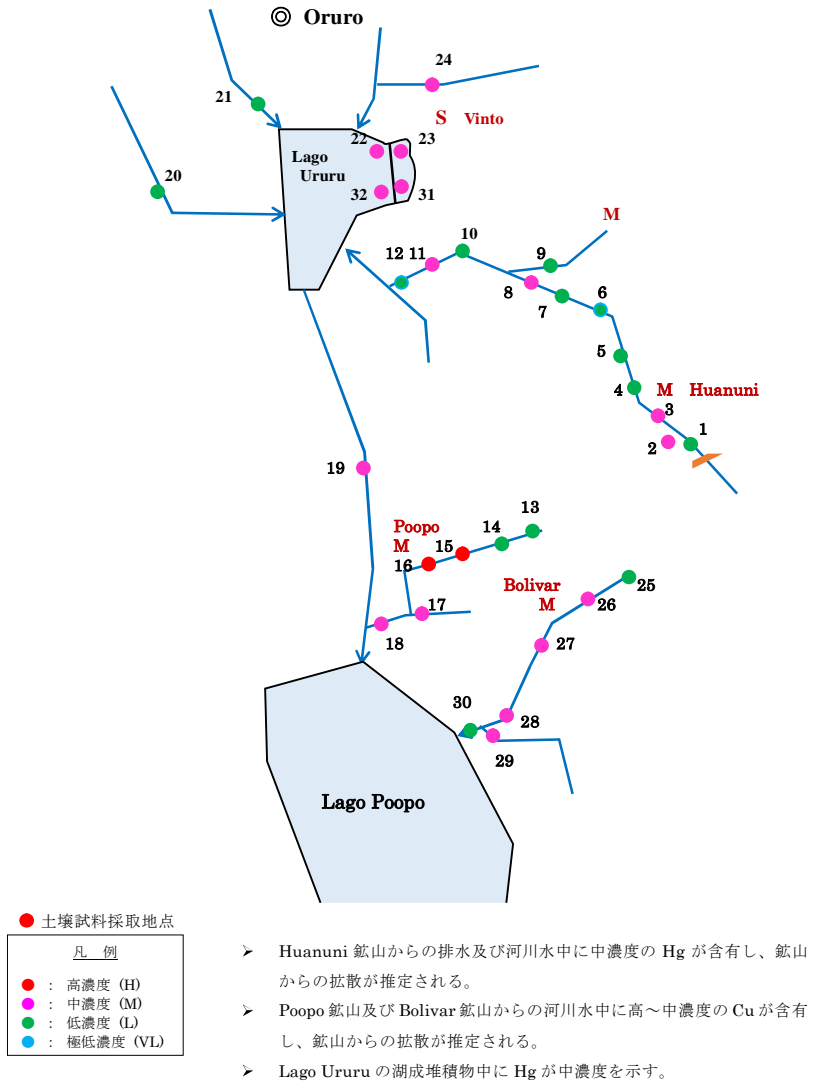 ◎ Oruro
24
21
S Vinto
22 23
Lago
Ururu
20
32 31
M
10
12 11 9
8 6
7
5
4 M Huanuni
3
1
2
19
13
Poopo
M 15 14
16
Bolivar
M 25
26
17
18 27
30
28
29
Lago Poopo
土壌試料採取地点
凡 例
： 高濃度 (H)
： 中濃度 (M)
： 低濃度 (L)
： 極低濃度 (VL)
➢ Huanuni 鉱山からの排水及び河川水中に中濃度の Hg が含有し、鉱山
からの拡散が推定される。
➢ Poopo 鉱山及び Bolivar 鉱山からの河川水中に高～中濃度の Cu が含有
し、鉱山からの拡散が推定される。
➢ Lago Ururu の湖成堆積物中に Hg が中濃度を示す。